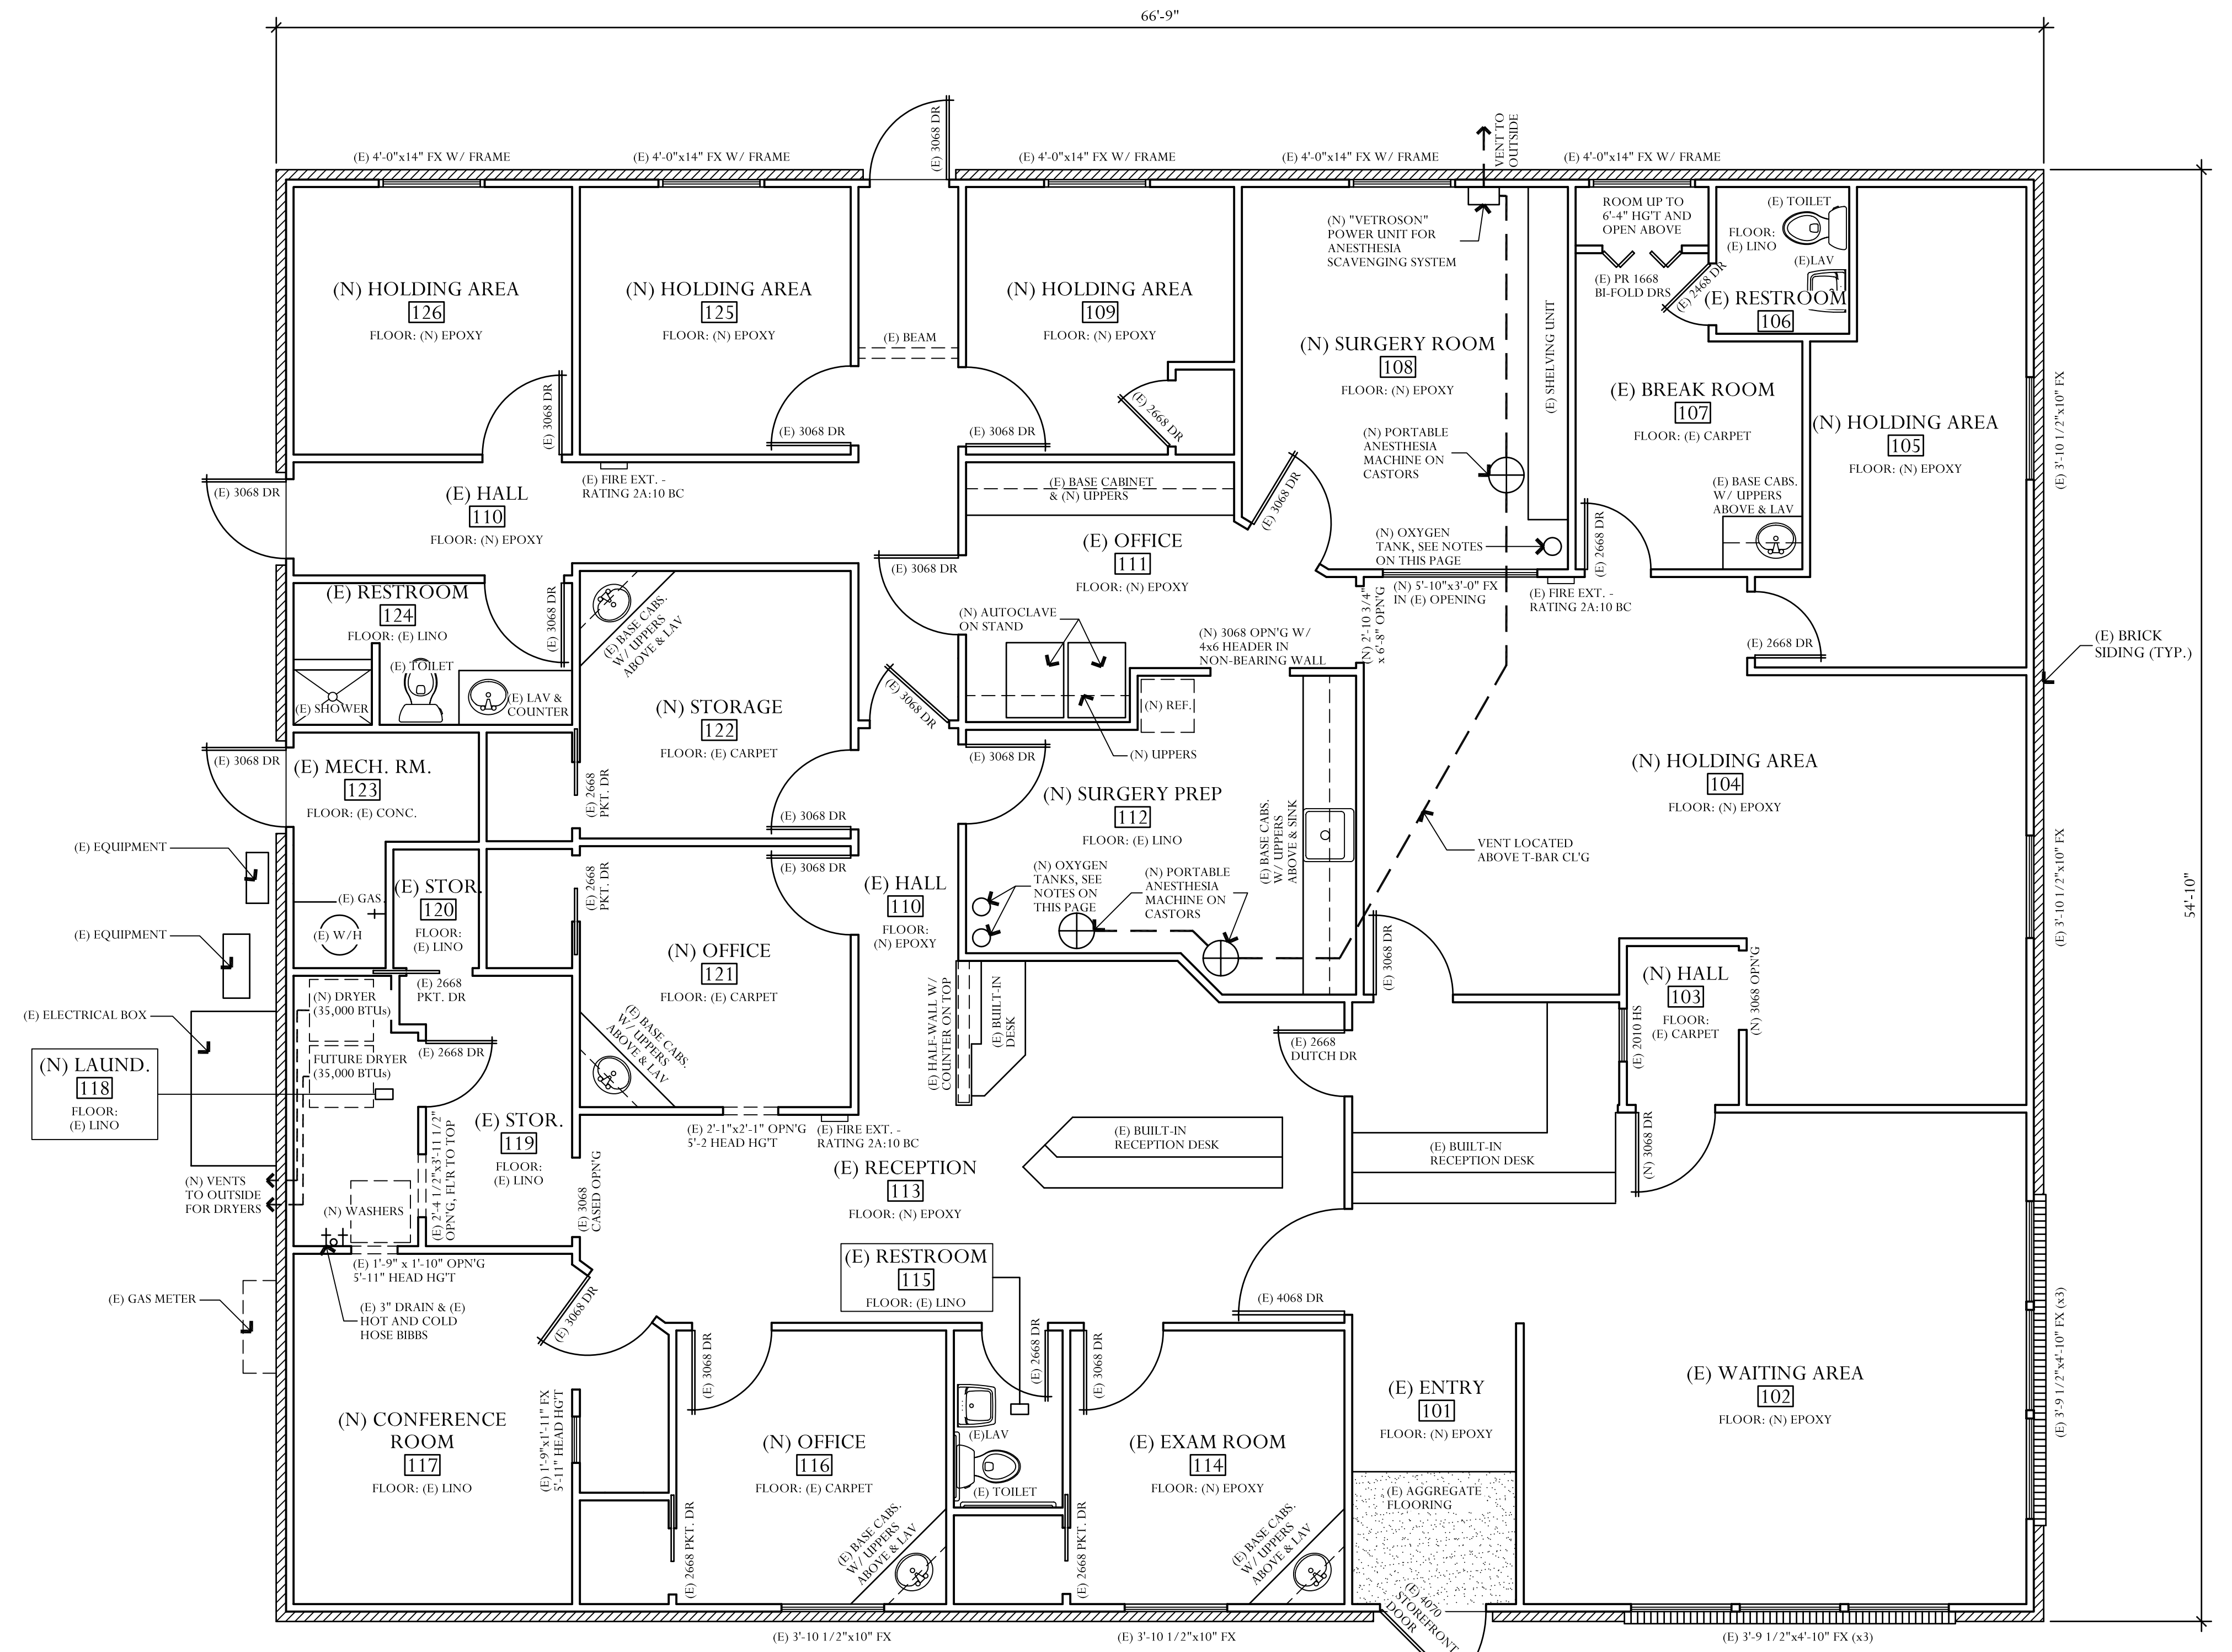 66'-9"
(E) 3068 DR
VENT TO
OUTSIDE
(E) 4'-0"x14" FX W/ FRAME
(E) 4'-0"x14" FX W/ FRAME
(E) 4'-0"x14" FX W/ FRAME
(E) 4'-0"x14" FX W/ FRAME
(E) 4'-0"x14" FX W/ FRAME
(N) HOLDING AREA
126
FLOOR: (N) EPOXY
(E) 3068 DR
(N) HOLDING AREA
125
FLOOR: (N) EPOXY
(E) 3068 DR
(E) BEAM
(N) HOLDING AREA
109
FLOOR: (N) EPOXY
(E) 3068 DR
(E) 2668 DR
(N) "VETROSON"
POWER UNIT FOR
ANESTHESIA
SCAVENGING SYSTEM
(N) SURGERY ROOM
108
FLOOR: (N) EPOXY
(E) SHELVING UNIT
(N) PORTABLE
ANESTHESIA
MACHINE ON
CASTORS
(E) 3068 DR
(N) OXYGEN
TANK, SEE NOTES
ON THIS PAGE
(N) 5'-10"x3'-0" FX
IN (E) OPENING
ROOM UP TO
6'-4" HG'T AND
OPEN ABOVE
(E) PR 1668
BI-FOLD DRS
(E) TOILET
FLOOR:
(E) LINO
(E)LAV
(E) 2468 DR
(E) RESTROOM
106
(E) BREAK ROOM
107
FLOOR: (E) CARPET
(E) BASE CABS.
W/ UPPERS
ABOVE & LAV
(E) 2668 DR
(E) FIRE EXT. -
RATING 2A:10 BC
(N) HOLDING AREA
105
FLOOR: (N) EPOXY
(E) 2668 DR
(E) 3'-10 1/2"x10" FX
(E) BRICK
SIDING (TYP.)
(E) 3068 DR
(E) HALL
110
FLOOR: (N) EPOXY
(E) FIRE EXT. -
RATING 2A:10 BC
(E) BASE CABINET
& (N) UPPERS
(E) OFFICE
111
FLOOR: (N) EPOXY
(E) 3068 DR
(N) AUTOCLAVE
ON STAND
(N) 3068 OPN'G W/
4x6 HEADER IN
NON-BEARING WALL
(N) 2'-10 3/4"
x 6'-8" OPN'G
(N) REF.
(N) UPPERS
(E) RESTROOM
124
FLOOR: (E) LINO
(E) 3068 DR
(E) TOILET
(E) SHOWER
(E) LAV &
COUNTER
(E) BASE CABS.
W/ UPPERS
ABOVE & LAV
(N) STORAGE
122
FLOOR: (E) CARPET
(E) 2668
PKT. DR
(E) 3068 DR
(E) 3068 DR
(E) 3068 DR
(E) 3068 DR
(E) MECH. RM.
123
FLOOR: (E) CONC.
(E) GAS
(E) W/H
(E) EQUIPMENT
(E) EQUIPMENT
(E) STOR.
120
FLOOR:
(E) LINO
(E) 2668
PKT. DR
(E) 2668
PKT. DR
(E) 3068 DR
(N) OFFICE
121
FLOOR: (E) CARPET
(E) BASE CABS.
W/ UPPERS
ABOVE & LAV
(E) HALL
110
FLOOR:
(N) EPOXY
(N) SURGERY PREP
112
FLOOR: (E) LINO
(N) OXYGEN
TANKS, SEE
NOTES ON
THIS PAGE
(N) PORTABLE
ANESTHESIA
MACHINE ON
CASTORS
(E) BASE CABS.
W/ UPPERS
ABOVE & SINK
VENT LOCATED
ABOVE T-BAR CL'G
(N) HOLDING AREA
104
FLOOR: (N) EPOXY
(E) 3'-10 1/2"x10" FX
54'-10"
(E) 3068 DR
(N) HALL
103
FLOOR:
(E) CARPET
(E) 2010 HS
(N) 3068 OPN'G
(N) 3068 DR
(E) ELECTRICAL BOX
(N) LAUND.
118
FLOOR:
(E) LINO
(N) DRYER
(35,000 BTUs)
FUTURE DRYER
(35,000 BTUs)
(E) 2668 DR
(E) 2'-4 1/2"x3'-11 1/2"
OPN'G, FL'R TO TOP
(E) STOR.
119
FLOOR:
(E) LINO
(E) 3068
CASED OPN'G
(N) VENTS
TO OUTSIDE
FOR DRYERS
(N) WASHERS
(E) 1'-9" x 1'-10" OPN'G
5'-11" HEAD HG'T
(E) 3" DRAIN & (E)
HOT AND COLD
HOSE BIBBS
(E) GAS METER
(E) 2'-1"x2'-1" OPN'G
5'-2 HEAD HG'T
(E) FIRE EXT. -
RATING 2A:10 BC
(E) HALF-WALL W/
COUNTER ON TOP
(E) BUILT-IN
DESK
(E) RECEPTION
113
FLOOR: (N) EPOXY
(E) BUILT-IN
RECEPTION DESK
(E) 2668
DUTCH DR
(E) BUILT-IN
RECEPTION DESK
(E) 4068 DR
(E) RESTROOM
115
FLOOR: (E) LINO
(E) 3068 DR
(N) CONFERENCE
ROOM
117
FLOOR: (E) LINO
(E) 1'-9"x1'-11" FX
5'-11" HEAD HG'T
(E) 3068 DR
(N) OFFICE
116
FLOOR: (E) CARPET
(E) 2668 PKT. DR
(E) BASE CABS.
W/ UPPERS
ABOVE & LAV
(E) 2668 DR
(E)LAV
(E) TOILET
(E) 3068 DR
(E) EXAM ROOM
114
FLOOR: (N) EPOXY
(E) 2668 PKT. DR
(E) BASE CABS.
W/ UPPERS
ABOVE & LAV
(E) ENTRY
101
FLOOR: (N) EPOXY
(E) AGGREGATE
FLOORING
(E) 4070
STOREFRONT
DOOR
(E) WAITING AREA
102
FLOOR: (N) EPOXY
(E) 3'-9 1/2"x4'-10" FX (x3)
(E) 3'-10 1/2"x10" FX
(E) 3'-10 1/2"x10" FX
(E) 3'-9 1/2"x4'-10" FX (x3)